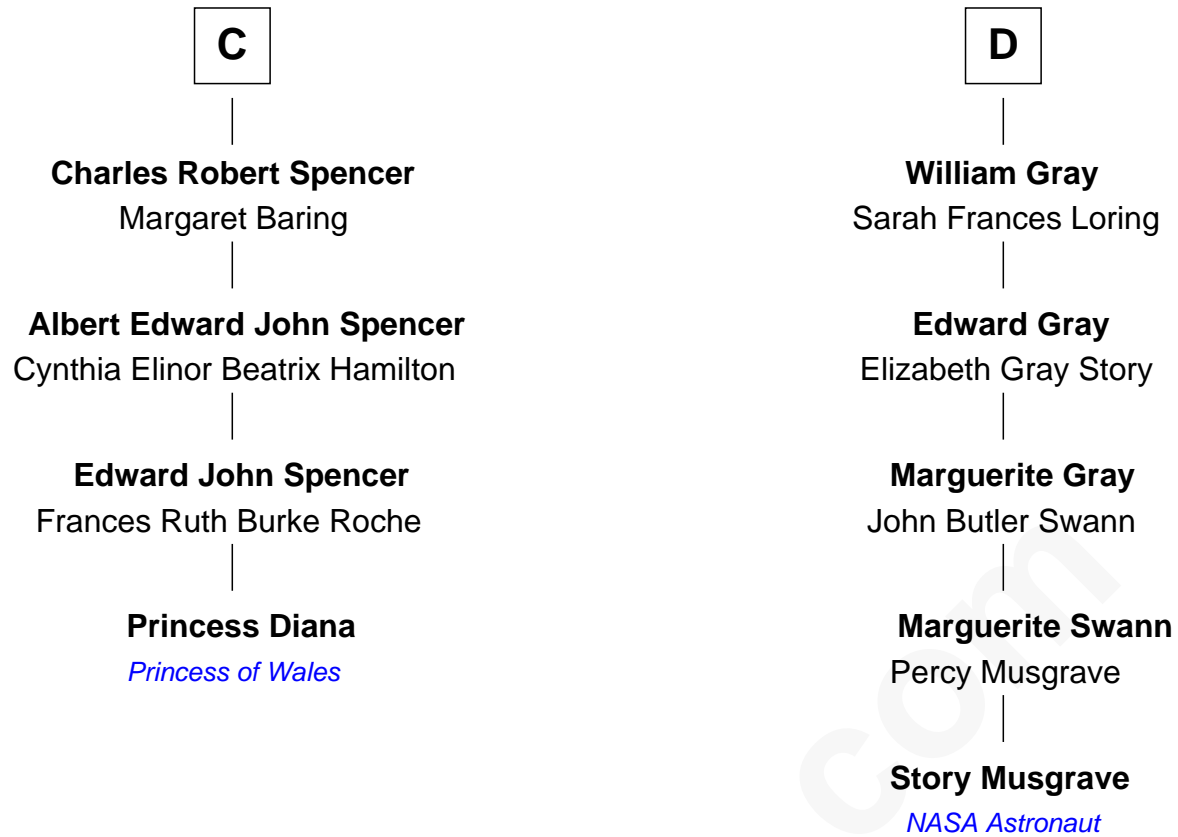 C
Charles Robert Spencer
Margaret Baring
Albert Edward John Spencer
Cynthia Elinor Beatrix Hamilton
Edward John Spencer
Frances Ruth Burke Roche
Princess Diana
Princess of Wales
D
William Gray
Sarah Frances Loring
Edward Gray
Elizabeth Gray Story
Marguerite Gray
John Butler Swann
Marguerite Swann
Percy Musgrave
Story Musgrave
NASA Astronaut
com